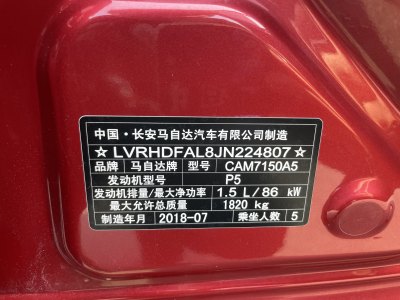 中国·长安马自达汽车有限公司制造
☆LVRHDFAL8JN224807☆
品牌 马自达牌 型号 CAM7150A5
发动机型号 P5
发动机排量/最大净功率 1.5 L/86 kW
最大允许总质量 1820 kg
制造年月 2018-07 乘坐人数 5